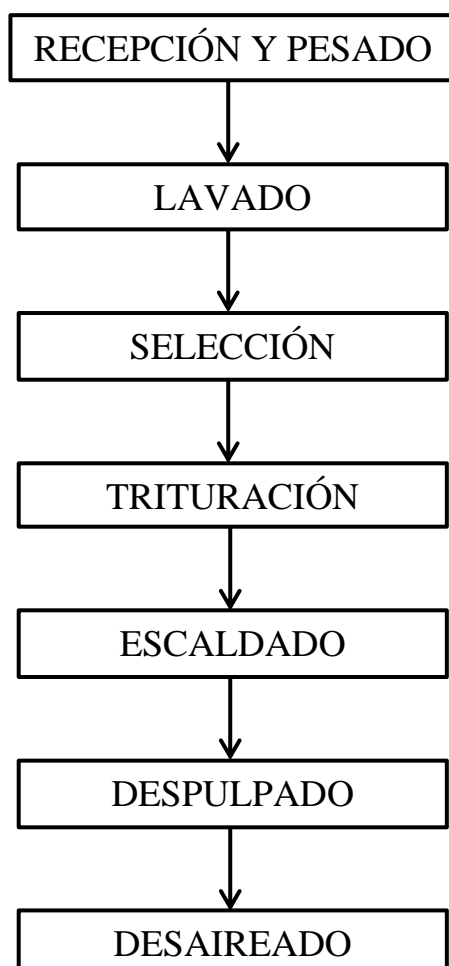 RECEPCIÓN Y PESADO
LAVADO
SELECCIÓN
TRITURACIÓN
ESCALDADO
DESPULPADO
DESAIREADO